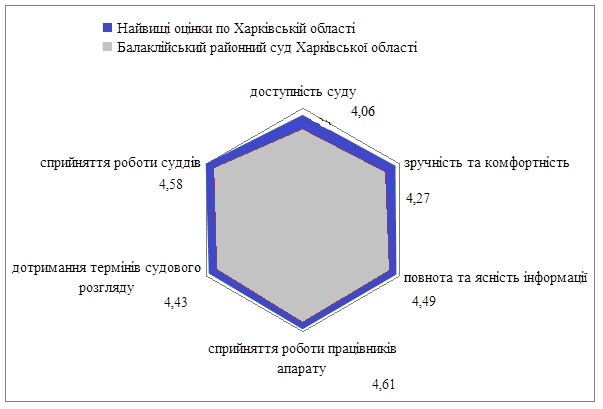 Найвищі оцінки по Харківській області
Балаклійський районний суд Харківської області
доступність суду
4,06
сприйняття роботи суддів
4,58
зручність та комфортність
4,27
дотримання термінів судового
розгляду
4,43
повнота та ясність інформації
4,49
сприйняття роботи працівників
апарату
4,61